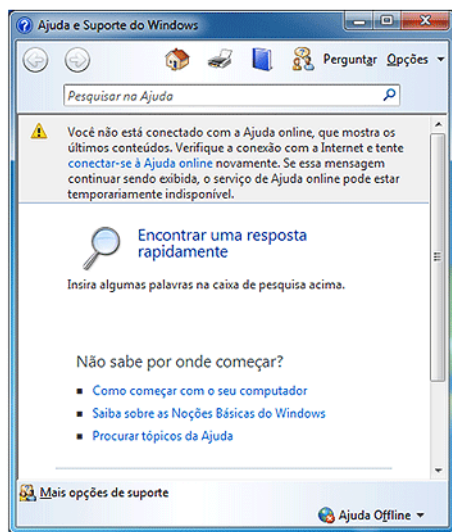 Ajuda e Suporte do Windows
Perguntar Opções
Pesquisar na Ajuda
Você não está conectado com a Ajuda online, que mostra os
últimos conteúdos. Verifique a conexão com a Internet e tente
conectar-se à Ajuda online novamente. Se essa mensagem
continuar sendo exibida, o serviço de Ajuda online pode estar
temporariamente indisponível.
Encontrar uma resposta
rapidamente
Insira algumas palavras na caixa de pesquisa acima.
Não sabe por onde começar?
Como começar com o seu computador
Saiba sobre as Noções Básicas do Windows
Procurar tópicos da Ajuda
Mais opções de suporte
Ajuda Offline